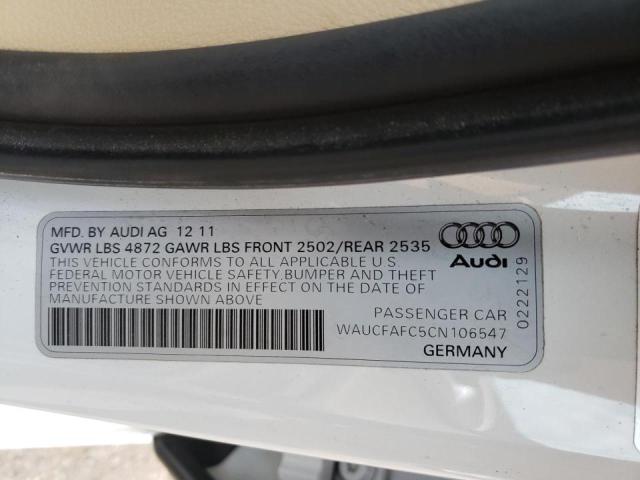 MFD. BY AUDI AG 12 11
GVWR LBS 4872 GAWR LBS FRONT 2502/REAR 2535
THIS VEHICLE CONFORMS TO ALL APPLICABLE U S
FEDERAL MOTOR VEHICLE SAFETY,BUMPER AND THEFT
PREVENTION STANDARDS IN EFFECT ON THE DATE OF
MANUFACTURE SHOWN ABOVE
Audi
0222129
PASSENGER CAR
WAUCFAFC5CN106547
GERMANY